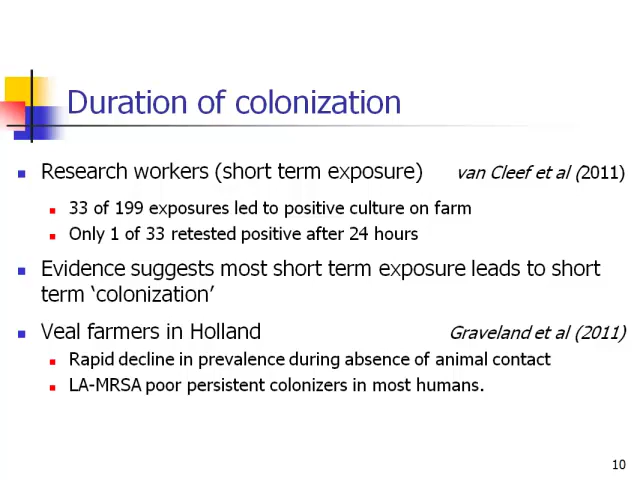 Duration of colonization
Research workers (short term exposure) van Cleef et al (2011)
33 of 199 exposures led to positive culture on farm
Only 1 of 33 retested positive after 24 hours
Evidence suggests most short term exposure leads to short
term ‘colonization’
Veal farmers in Holland Graveland et al (2011)
Rapid decline in prevalence during absence of animal contact
LA-MRSA poor persistent colonizers in most humans.
10